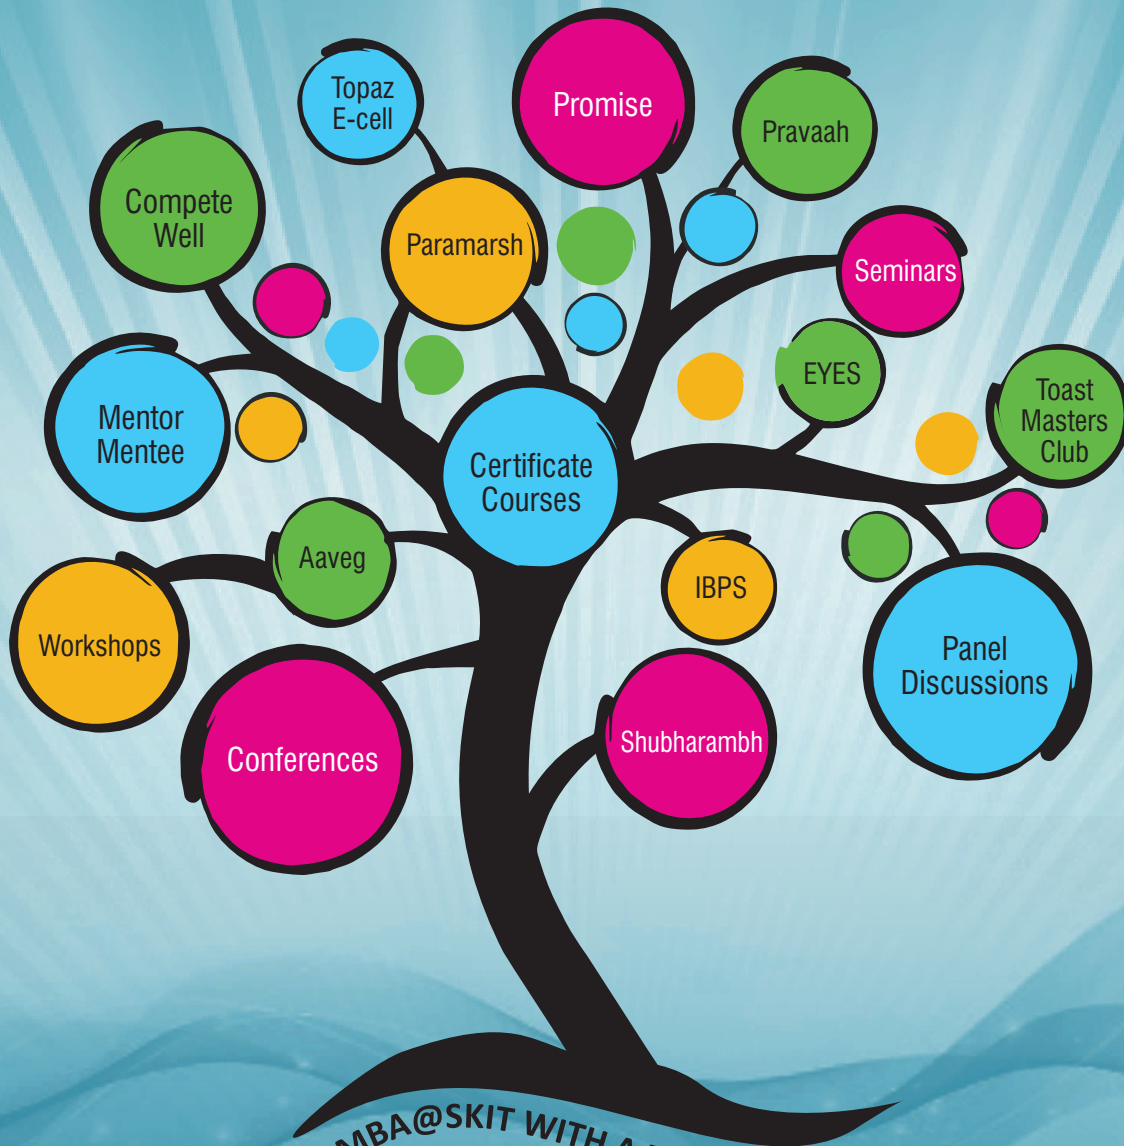 Topaz
E-cell
Promise
Pravaah
Compete
Well
Paramarsh
Seminars
EYES
Toast
Masters
Club
Mentor
Mentee
Certificate
Courses
Aaveg
IBPS
Workshops
Panel
Discussions
Conferences
Shubharambh
MBA@SKIT WITH